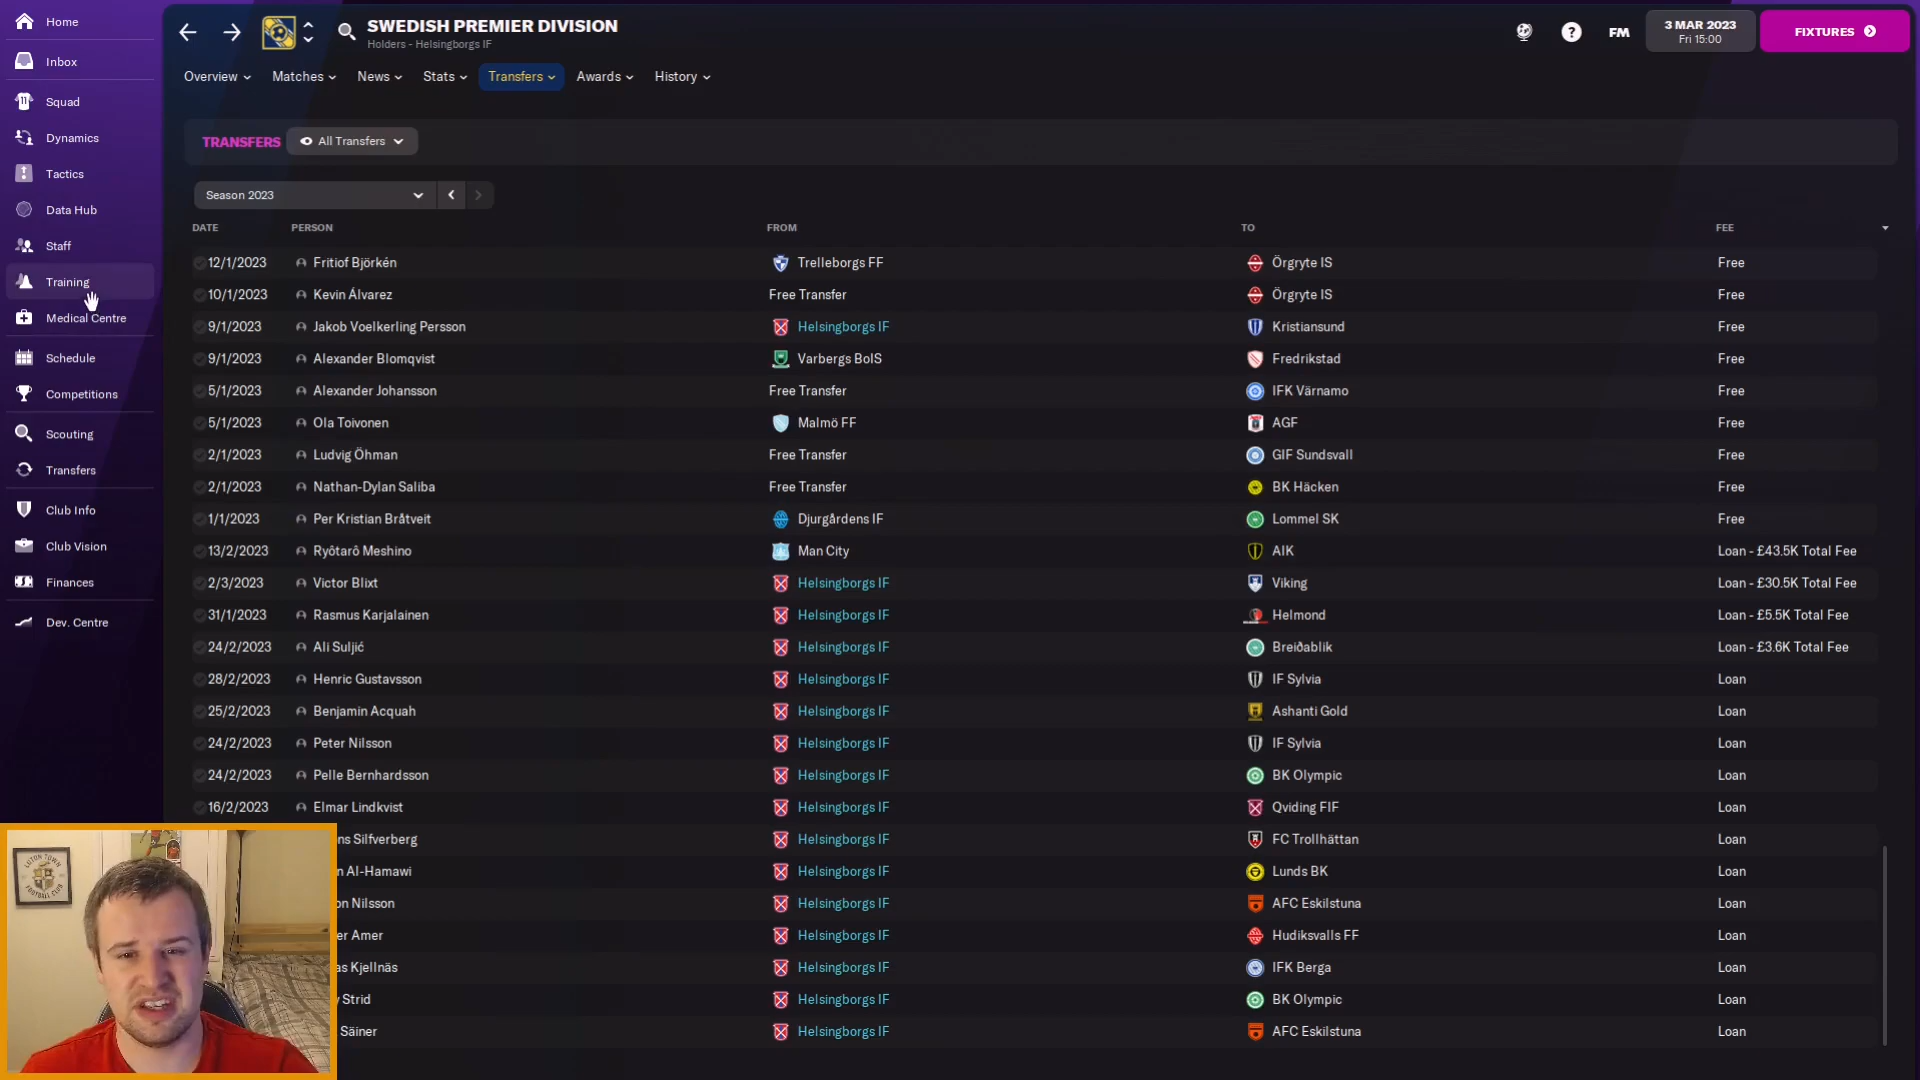 Home
Inbox
Squad
Dynamics
Tactics
Data Hub
Staff
Training
Medical Centre
Schedule
Competitions
Scouting
Transfers
Club Info
Club Vision
Finances
Dev. Centre
SWEDISH PREMIER DIVISION
Holders - Helsingborgs IF
? FM 3 MAR 2023 Fri 15:00 FIXTURES
Overview Matches News Stats Transfers Awards History
TRANSFERS All Transfers
Season 2023
DATE PERSON FROM TO FEE
12/1/2023 Fritiof Björkén Trelleborgs FF Örgryte IS Free
10/1/2023 Kevin Álvarez Free Transfer Örgryte IS Free
9/1/2023 Jakob Voelkerling Persson Helsingborgs IF Kristiansund Free
9/1/2023 Alexander Blomqvist Varbergs BoIS Fredrikstad Free
5/1/2023 Alexander Johansson Free Transfer IFK Värnamo Free
5/1/2023 Ola Toivonen Malmö FF AGF Free
2/1/2023 Ludvig Öhman Free Transfer GIF Sundsvall Free
2/1/2023 Nathan-Dylan Saliba Free Transfer BK Häcken Free
1/1/2023 Per Kristian Bråtveit Djurgårdens IF Lommel SK Free
13/2/2023 Ryôtarô Meshino Man City AIK Loan - £43.5K Total Fee
2/3/2023 Victor Blixt Helsingborgs IF Viking Loan - £30.5K Total Fee
31/1/2023 Rasmus Karjalainen Helsingborgs IF Helmond Loan - £5.5K Total Fee
24/2/2023 Ali Suljić Helsingborgs IF Breiðablik Loan - £3.6K Total Fee
28/2/2023 Henric Gustavsson Helsingborgs IF IF Sylvia Loan
25/2/2023 Benjamin Acquah Helsingborgs IF Ashanti Gold Loan
24/2/2023 Peter Nilsson Helsingborgs IF IF Sylvia Loan
24/2/2023 Pelle Bernhardsson Helsingborgs IF BK Olympic Loan
16/2/2023 Elmar Lindkvist Helsingborgs IF Qviding FIF Loan
ns Silfverberg Helsingborgs IF FC Trollhättan Loan
n Al-Hamawi Helsingborgs IF Lunds BK Loan
on Nilsson Helsingborgs IF AFC Eskilstuna Loan
er Amer Helsingborgs IF Hudiksvalls FF Loan
as Kjellnäs Helsingborgs IF IFK Berga Loan
Strid Helsingborgs IF BK Olympic Loan
Säiner Helsingborgs IF AFC Eskilstuna Loan
LUTON TOWN